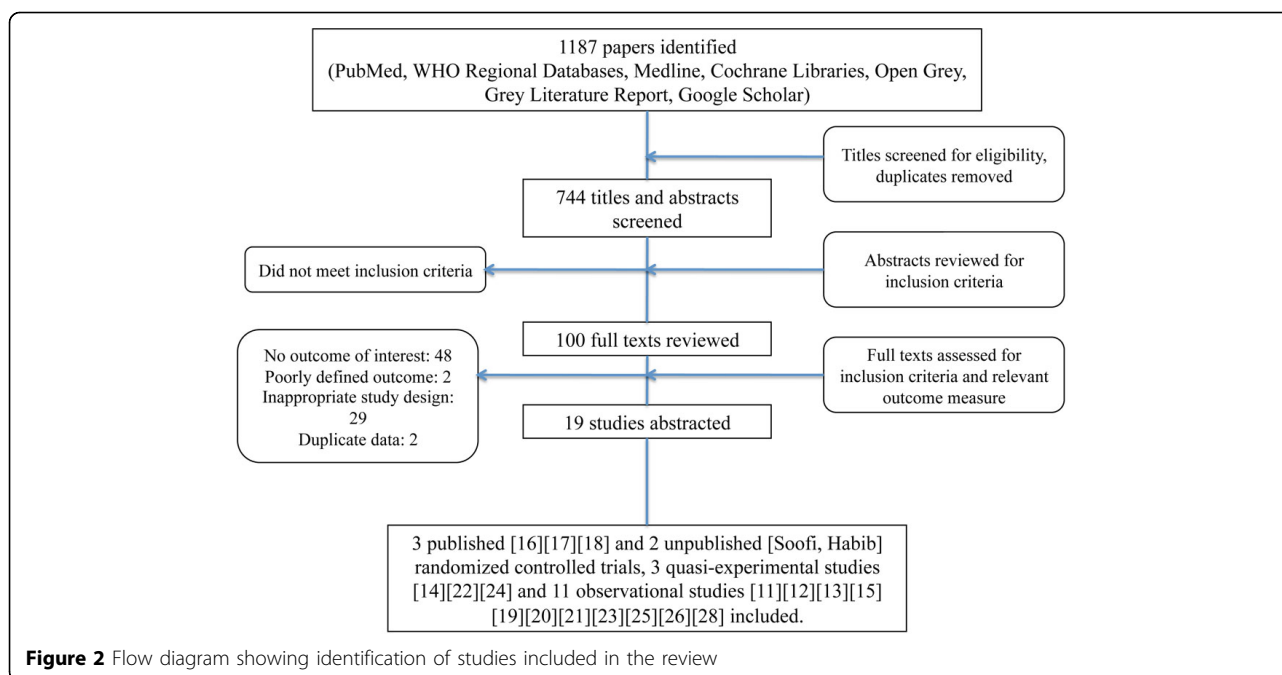 1187 papers identified
(PubMed, WHO Regional Databases, Medline, Cochrane Libraries, Open Grey,
Grey Literature Report, Google Scholar)
Titles screened for eligibility,
duplicates removed
744 titles and abstracts
screened
Did not meet inclusion criteria
Abstracts reviewed for
inclusion criteria
100 full texts reviewed
No outcome of interest: 48
Poorly defined outcome: 2
Inappropriate study design:
29
Duplicate data: 2
Full texts assessed for
inclusion criteria and relevant
outcome measure
19 studies abstracted
3 published [16][17][18] and 2 unpublished [Soofi, Habib]
randomized controlled trials, 3 quasi-experimental studies
[14][22][24] and 11 observational studies [11][12][13][15]
[19][20][21][23][25][26][28] included.
Figure 2 Flow diagram showing identification of studies included in the review